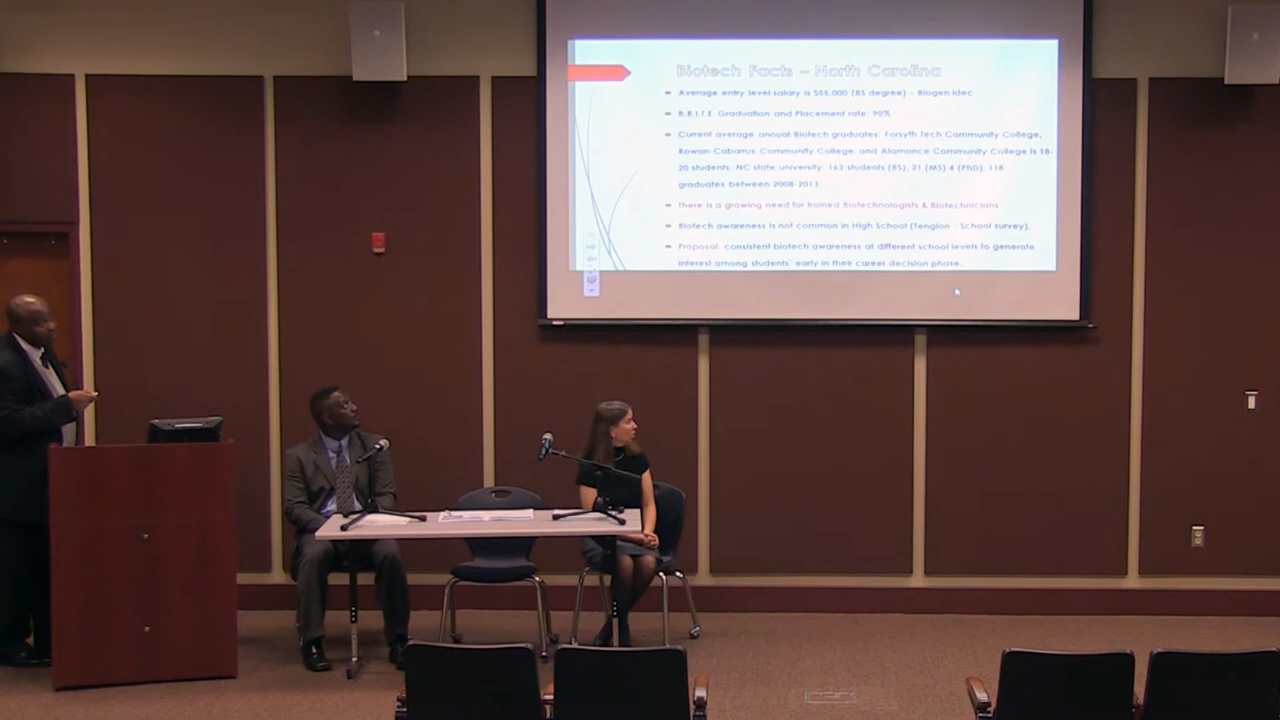 Biotech Facts – North Carolina
Average entry level salary is $55,000 (BS degree) – Biogen Idec
B.R.I.T.E. Graduation and Placement rate: 90%
Current average annual Biotech graduates: Forsyth Tech Community College,
Rowan-Cabarrus Community College, and Alamance Community College is 18-
20 students. NC state university: 163 students (BS), 21 (MS) 4 (PhD), 118
graduates between 2008-2013.
There is a growing need for trained Biotechnologists & Biotechnicians
Biotech awareness is not common in High School (Tengion - School survey).
Proposal: consistent biotech awareness at different school levels to generate
interest among students' early in their career decision phase.